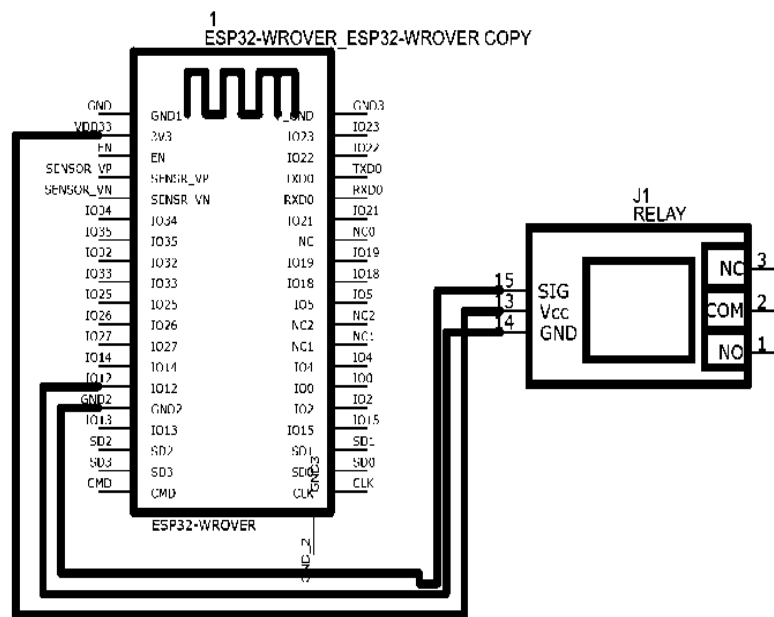 1
ESP32-WROVER_ESP32-WROVER COPY
GND GND1 GND3
VDD33 3V3 IO23 IO23
EN EN IO22 IO22
SENSOR_VP SENSR_VP TXD0 TXD0
SENSOR_VN SENSR_VN RXD0 RXD0
IO34 IO34 IO21 IO21
IO35 IO35 NC NC0
IO32 IO32 IO19 IO19
IO33 IO33 IO18 IO18
IO25 IO25 IO5 IO5
IO26 IO26 NC2 NC2
IO27 IO27 NC1 NC1
IO14 IO14 IO4 IO4
IO12 IO12 IO0 IO0
GND2 GND2 IO2 IO2
IO13 IO13 IO15 IO15
SD2 SD2 SD1 SD1
SD3 SD3 SD0 SD0
CMD CMD CLK CLK
GND3
GND_2
ESP32-WROVER
J1
RELAY
15 SIG NC 3
13 Vcc COM 2
14 GND NO 1